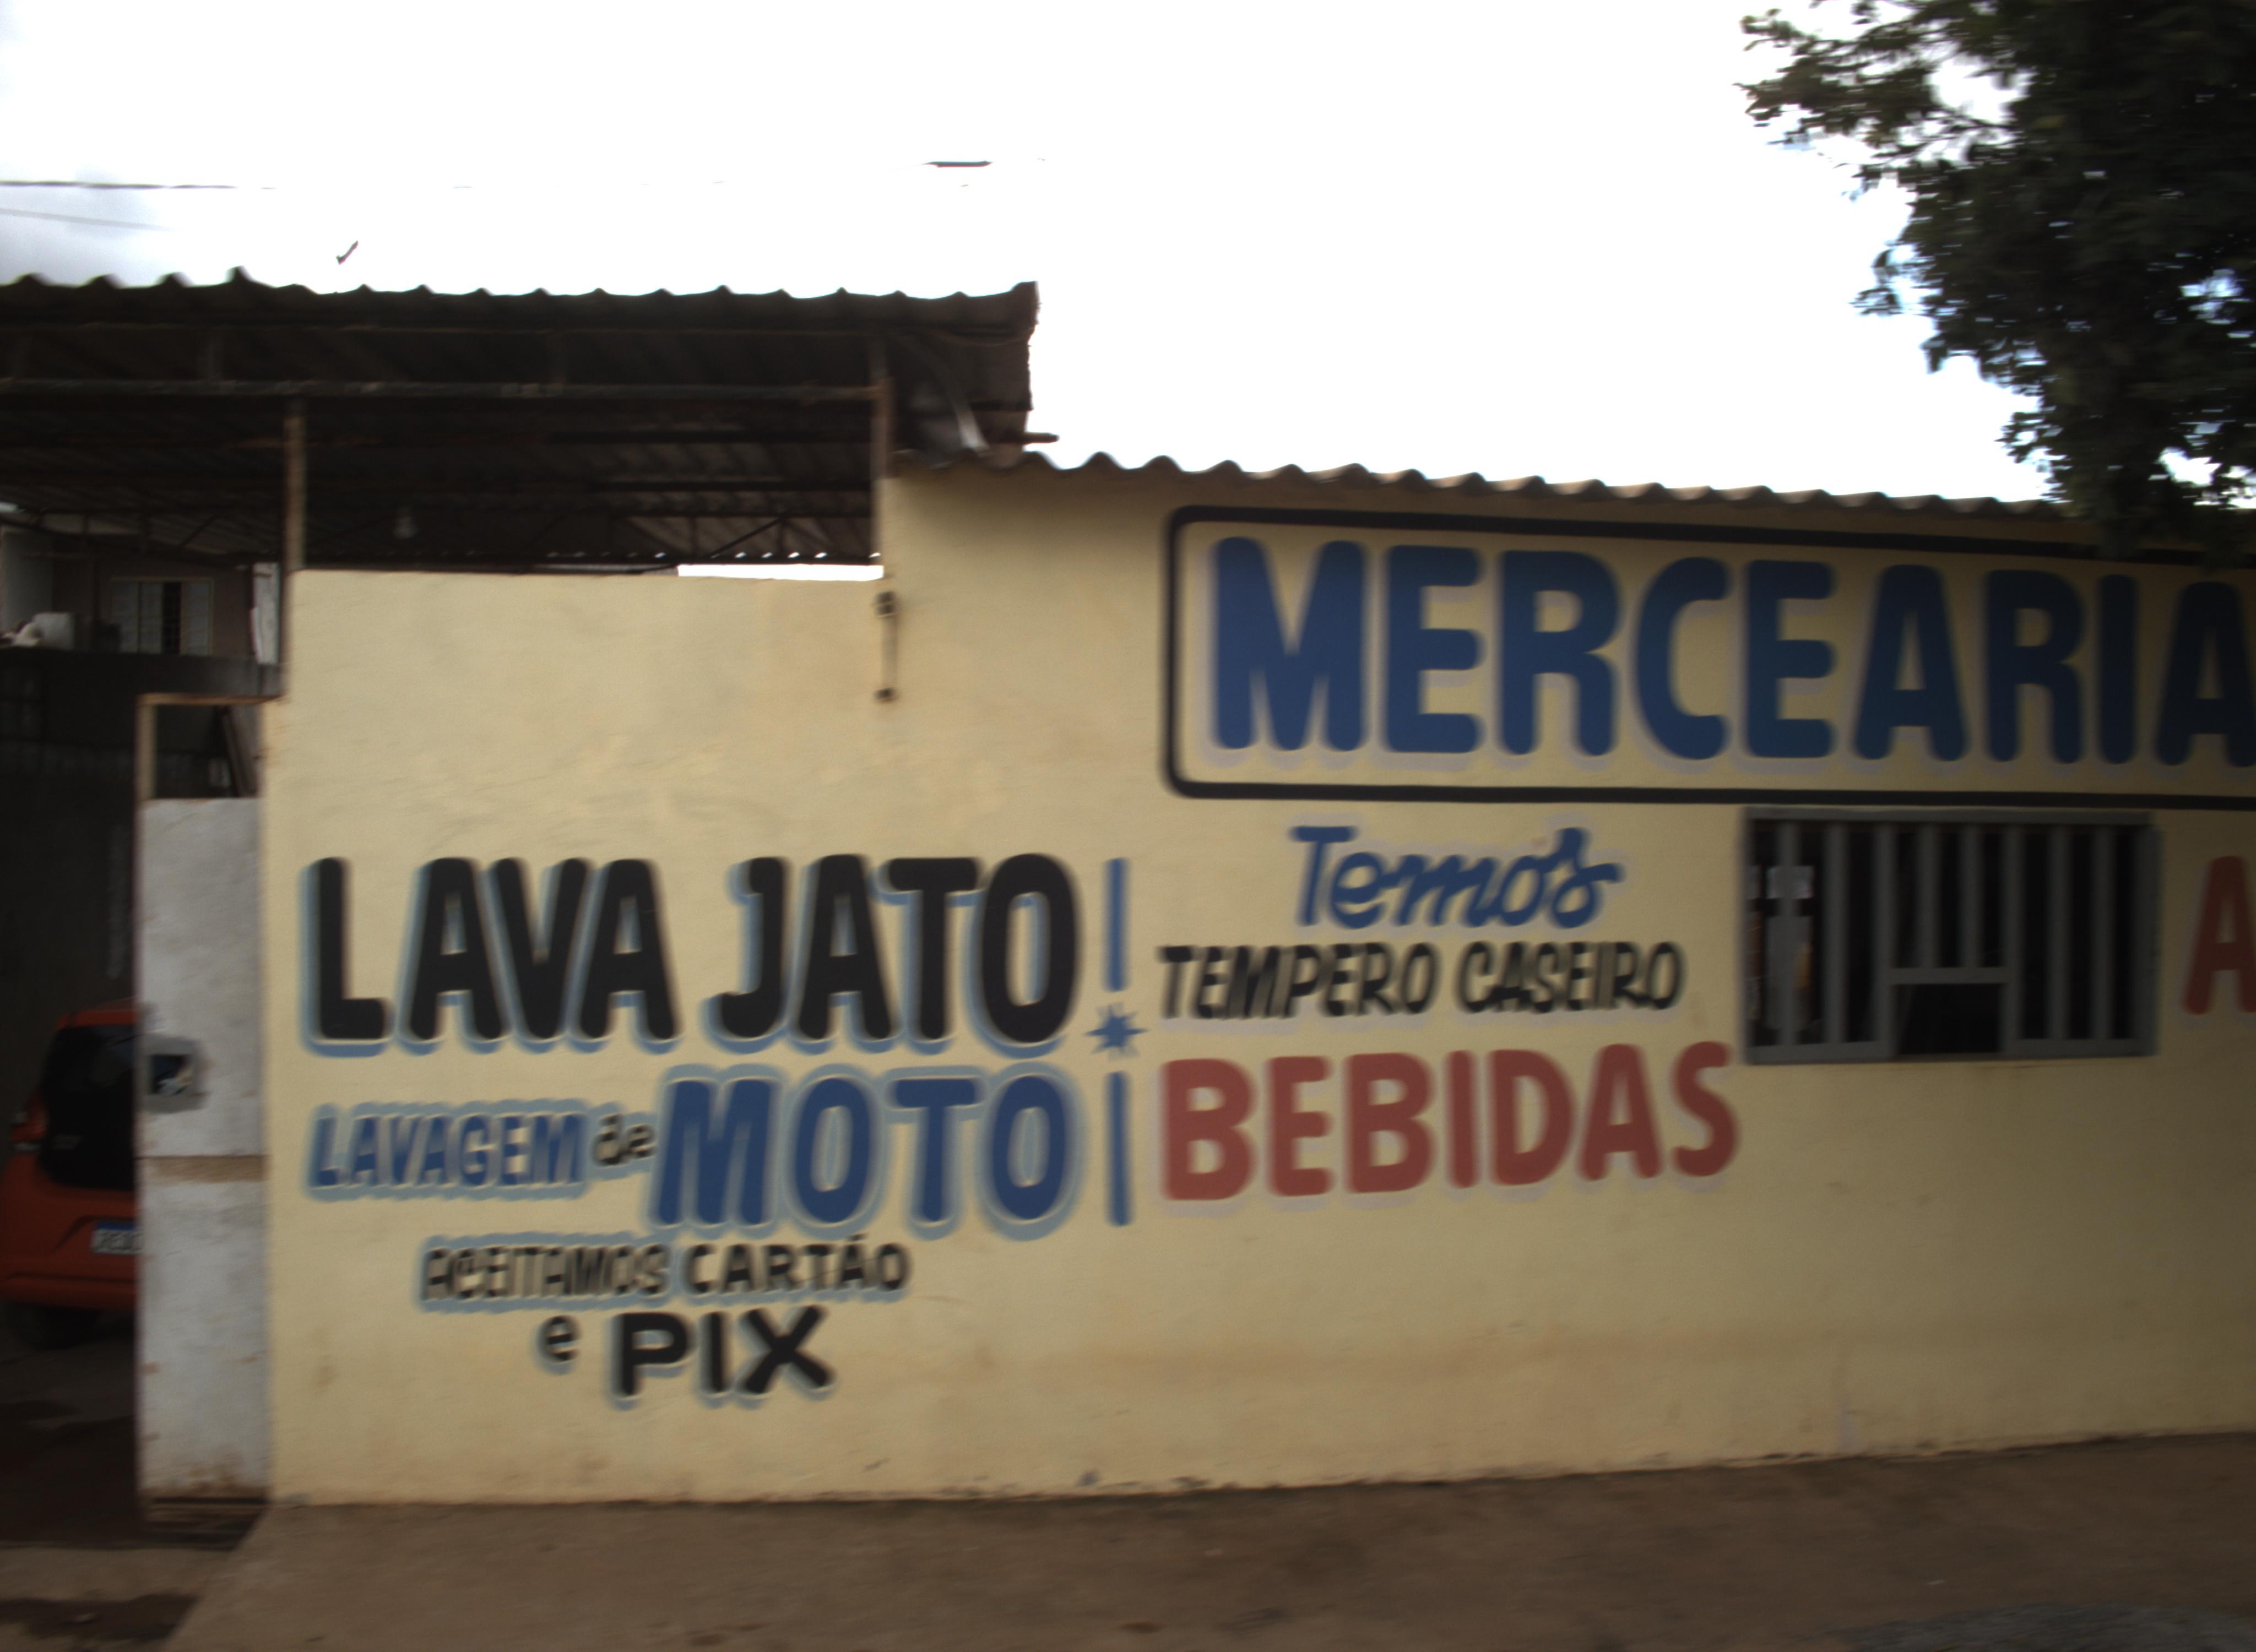 MERCEARIA
LAVA JATO
LAVAGEM de MOTO
ACEITAMOS CARTÃO
e PIX
Temos
TEMPERO CASEIRO
BEBIDAS
A